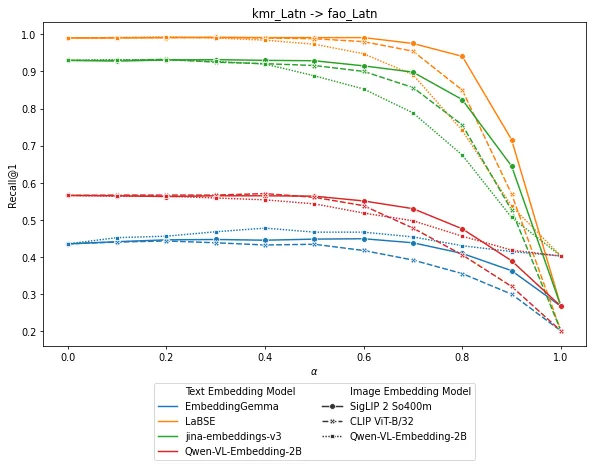 kmr_Latn -> fao_Latn
Recall@1
1.0
0.9
0.8
0.7
0.6
0.5
0.4
0.3
0.2
0.0 0.2 0.4 0.6 0.8 1.0
α
Text Embedding Model
EmbeddingGemma
LaBSE
jina-embeddings-v3
Qwen-VL-Embedding-2B
Image Embedding Model
SigLIP 2 So400m
CLIP ViT-B/32
Qwen-VL-Embedding-2B